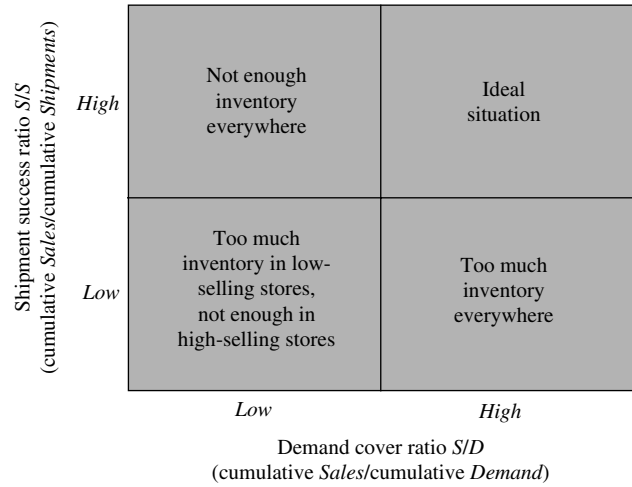 Shipment success ratio S/S
(cumulative Sales/cumulative Shipments)
High
Not enough
inventory
everywhere
Ideal
situation
Low
Too much
inventory in low-
selling stores,
not enough in
high-selling stores
Too much
inventory
everywhere
Low
High
Demand cover ratio S/D
(cumulative Sales/cumulative Demand)